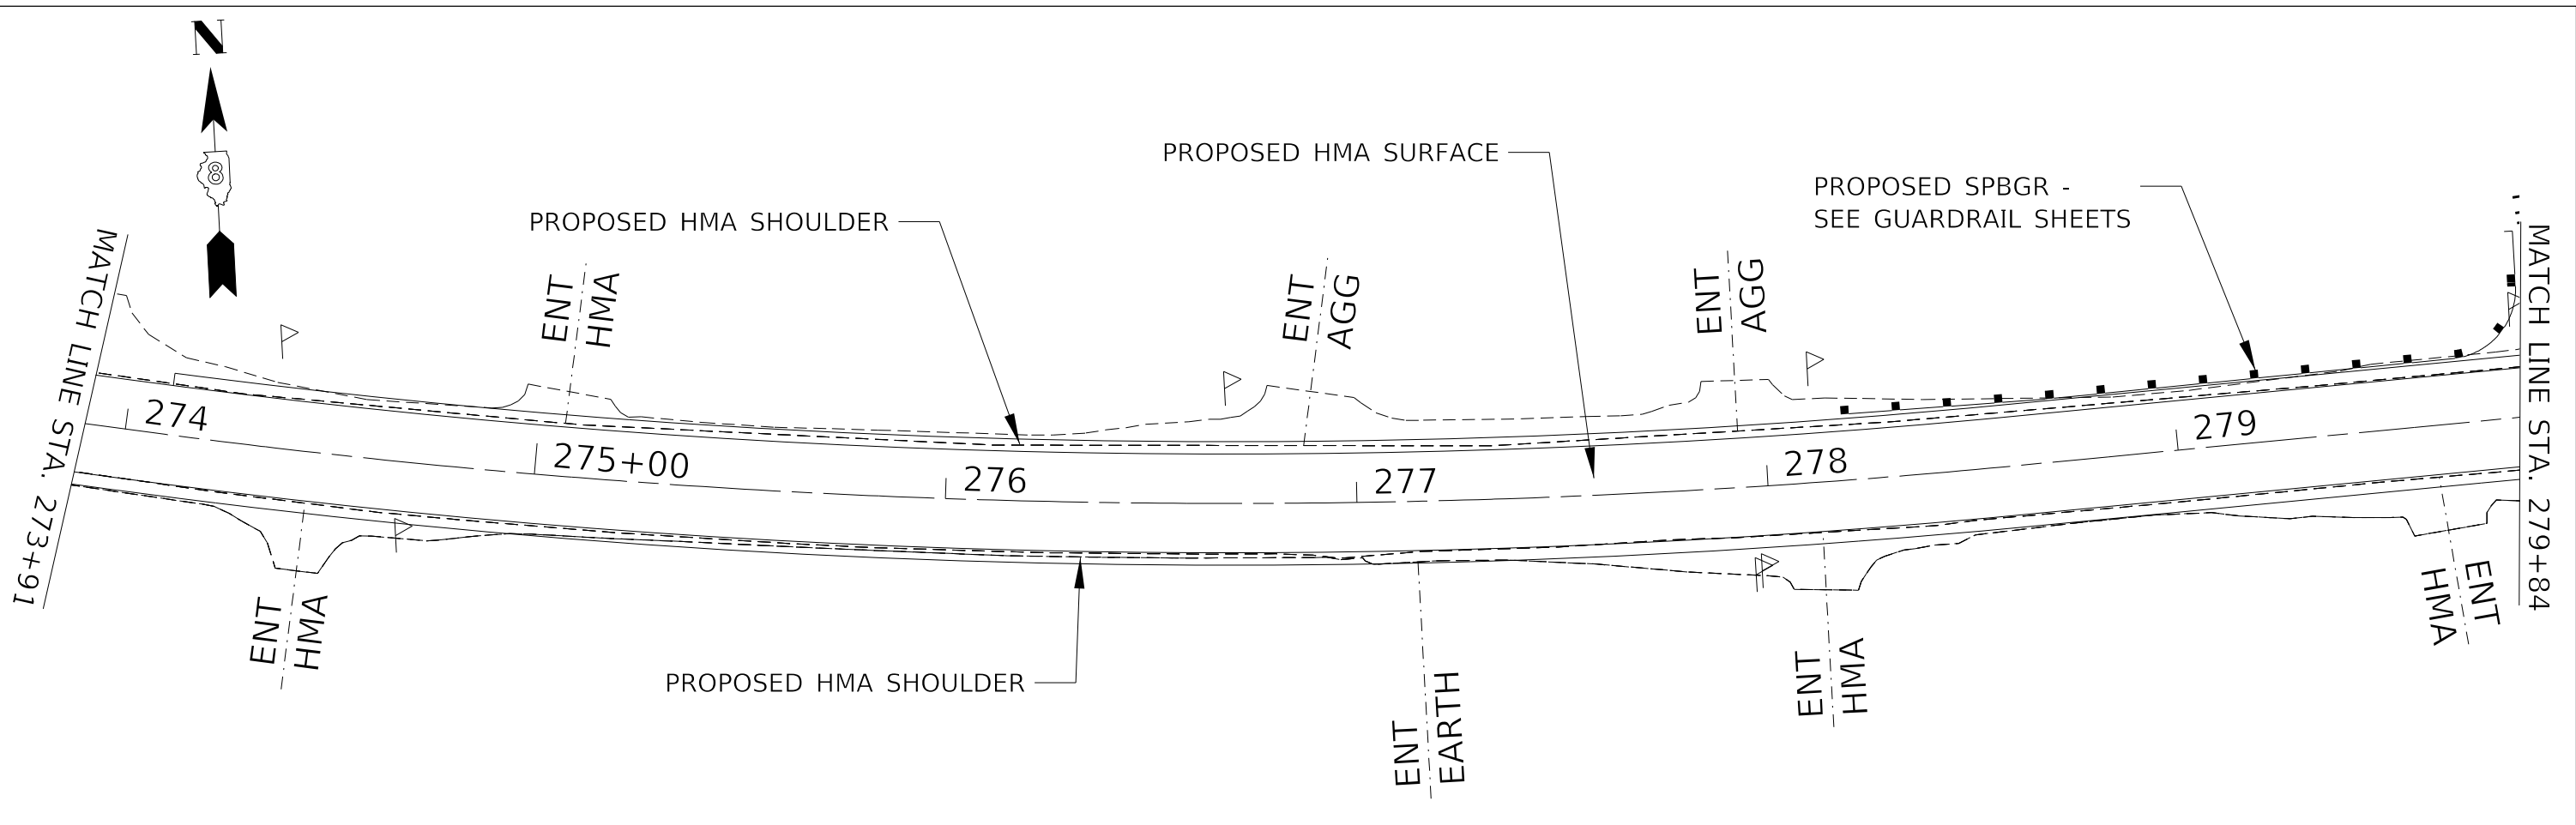 N
8
PROPOSED HMA SURFACE
PROPOSED SPBGR -
SEE GUARDRAIL SHEETS
PROPOSED HMA SHOULDER
MATCH LINE STA. 273+91
ENT
HMA
ENT
AGG
ENT
AGG
MATCH LINE STA. 279+84
274
275+00
276
277
278
279
ENT
HMA
PROPOSED HMA SHOULDER
ENT
EARTH
ENT
HMA
ENT
HMA